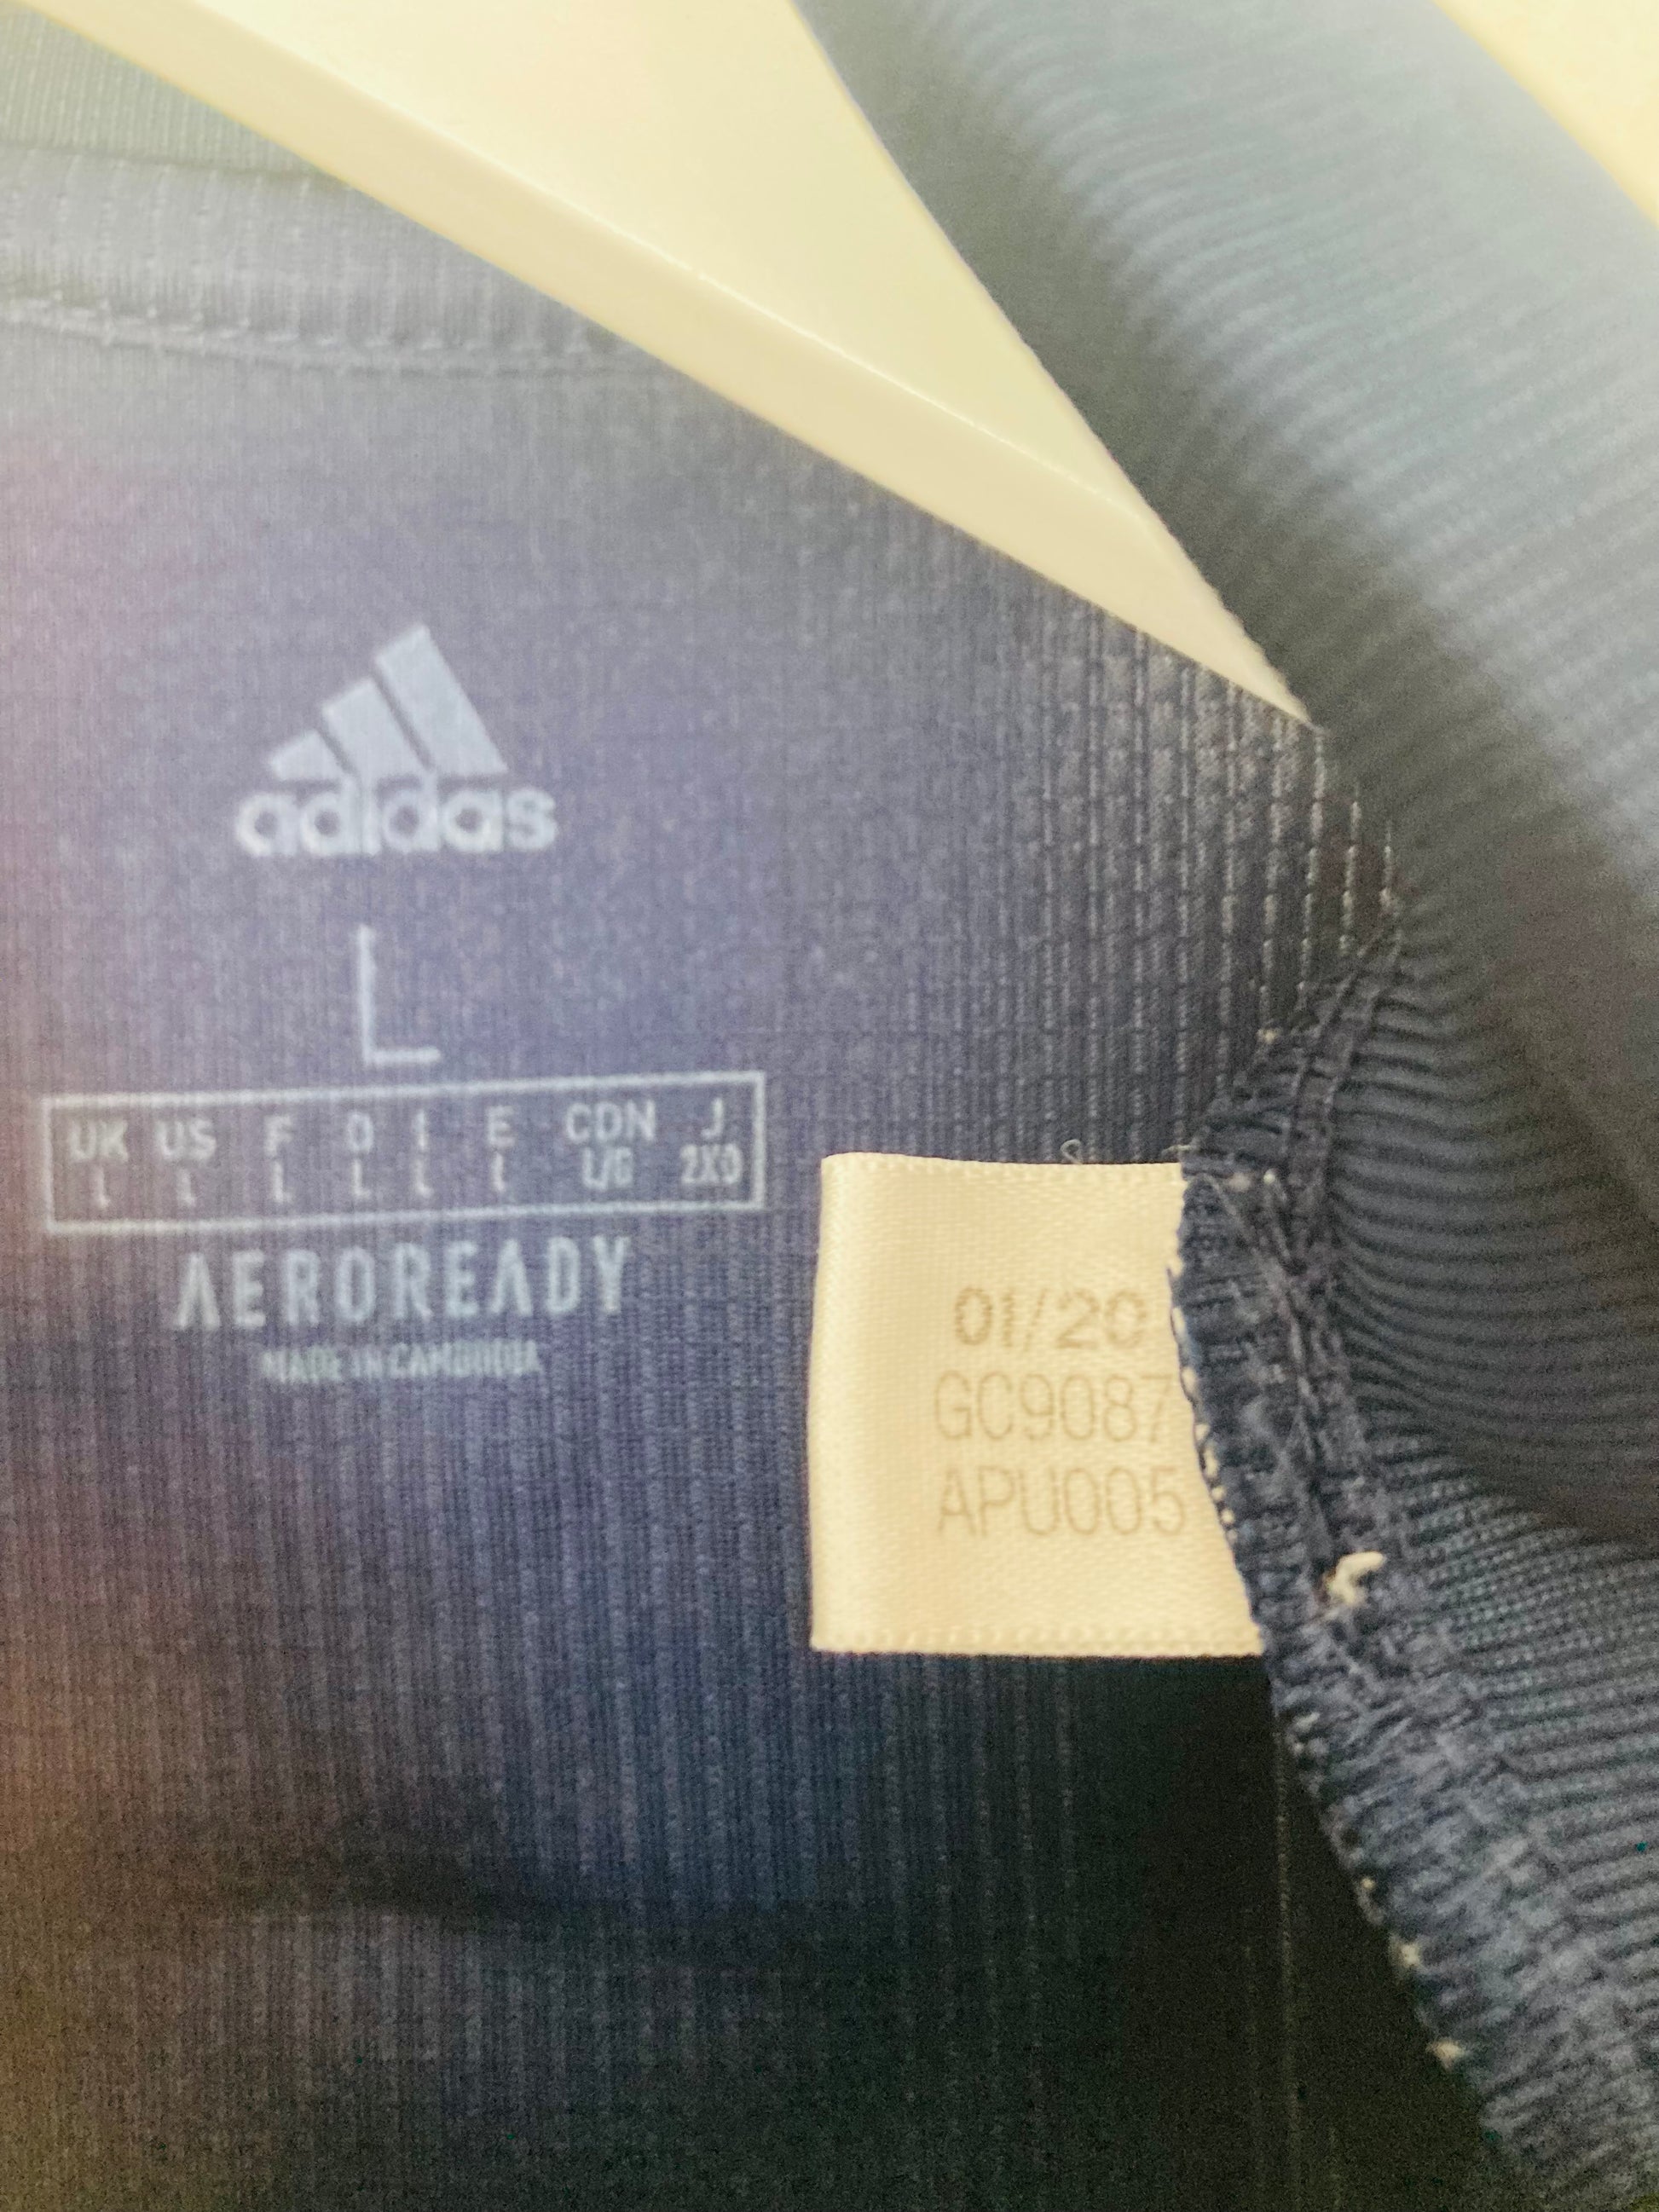 adidas
L
UK US F D I E CDN J
L L L L L L L/G 2XO
AEROREADY
MADE IN CAMBODIA
01/20
GC9087
APU005